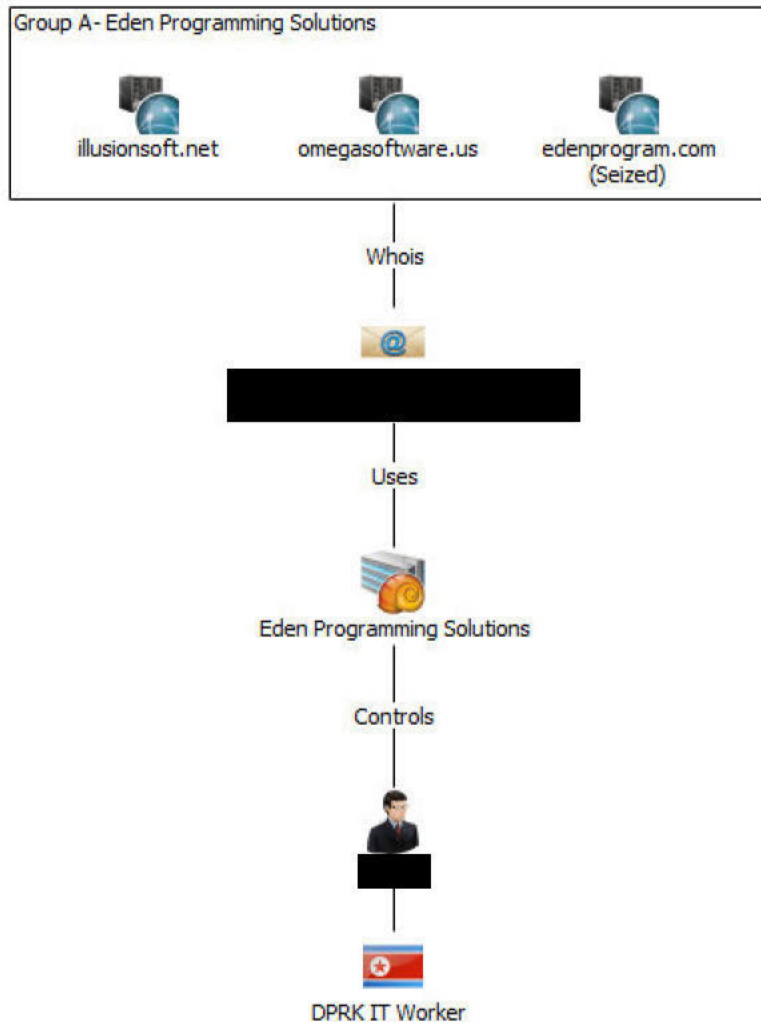 Group A- Eden Programming Solutions
illusionsoft.net
omegasoftware.us
edenprogram.com
(Seized)
Whois
Uses
Eden Programming Solutions
Controls
DPRK IT Worker